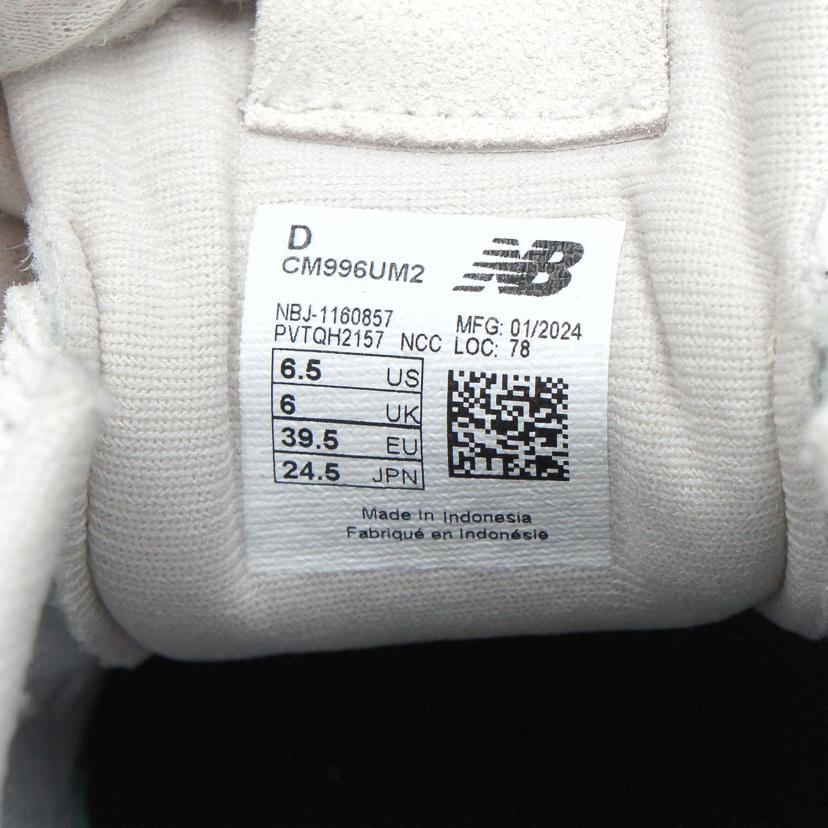 D
CM996UM2
NB
NBJ-1160857
PVTQH2157 NCC
MFG: 01/2024
LOC: 78
6.5 US
6 UK
39.5 EU
24.5 JPN
Made in Indonesia
Fabriqué en Indonésie